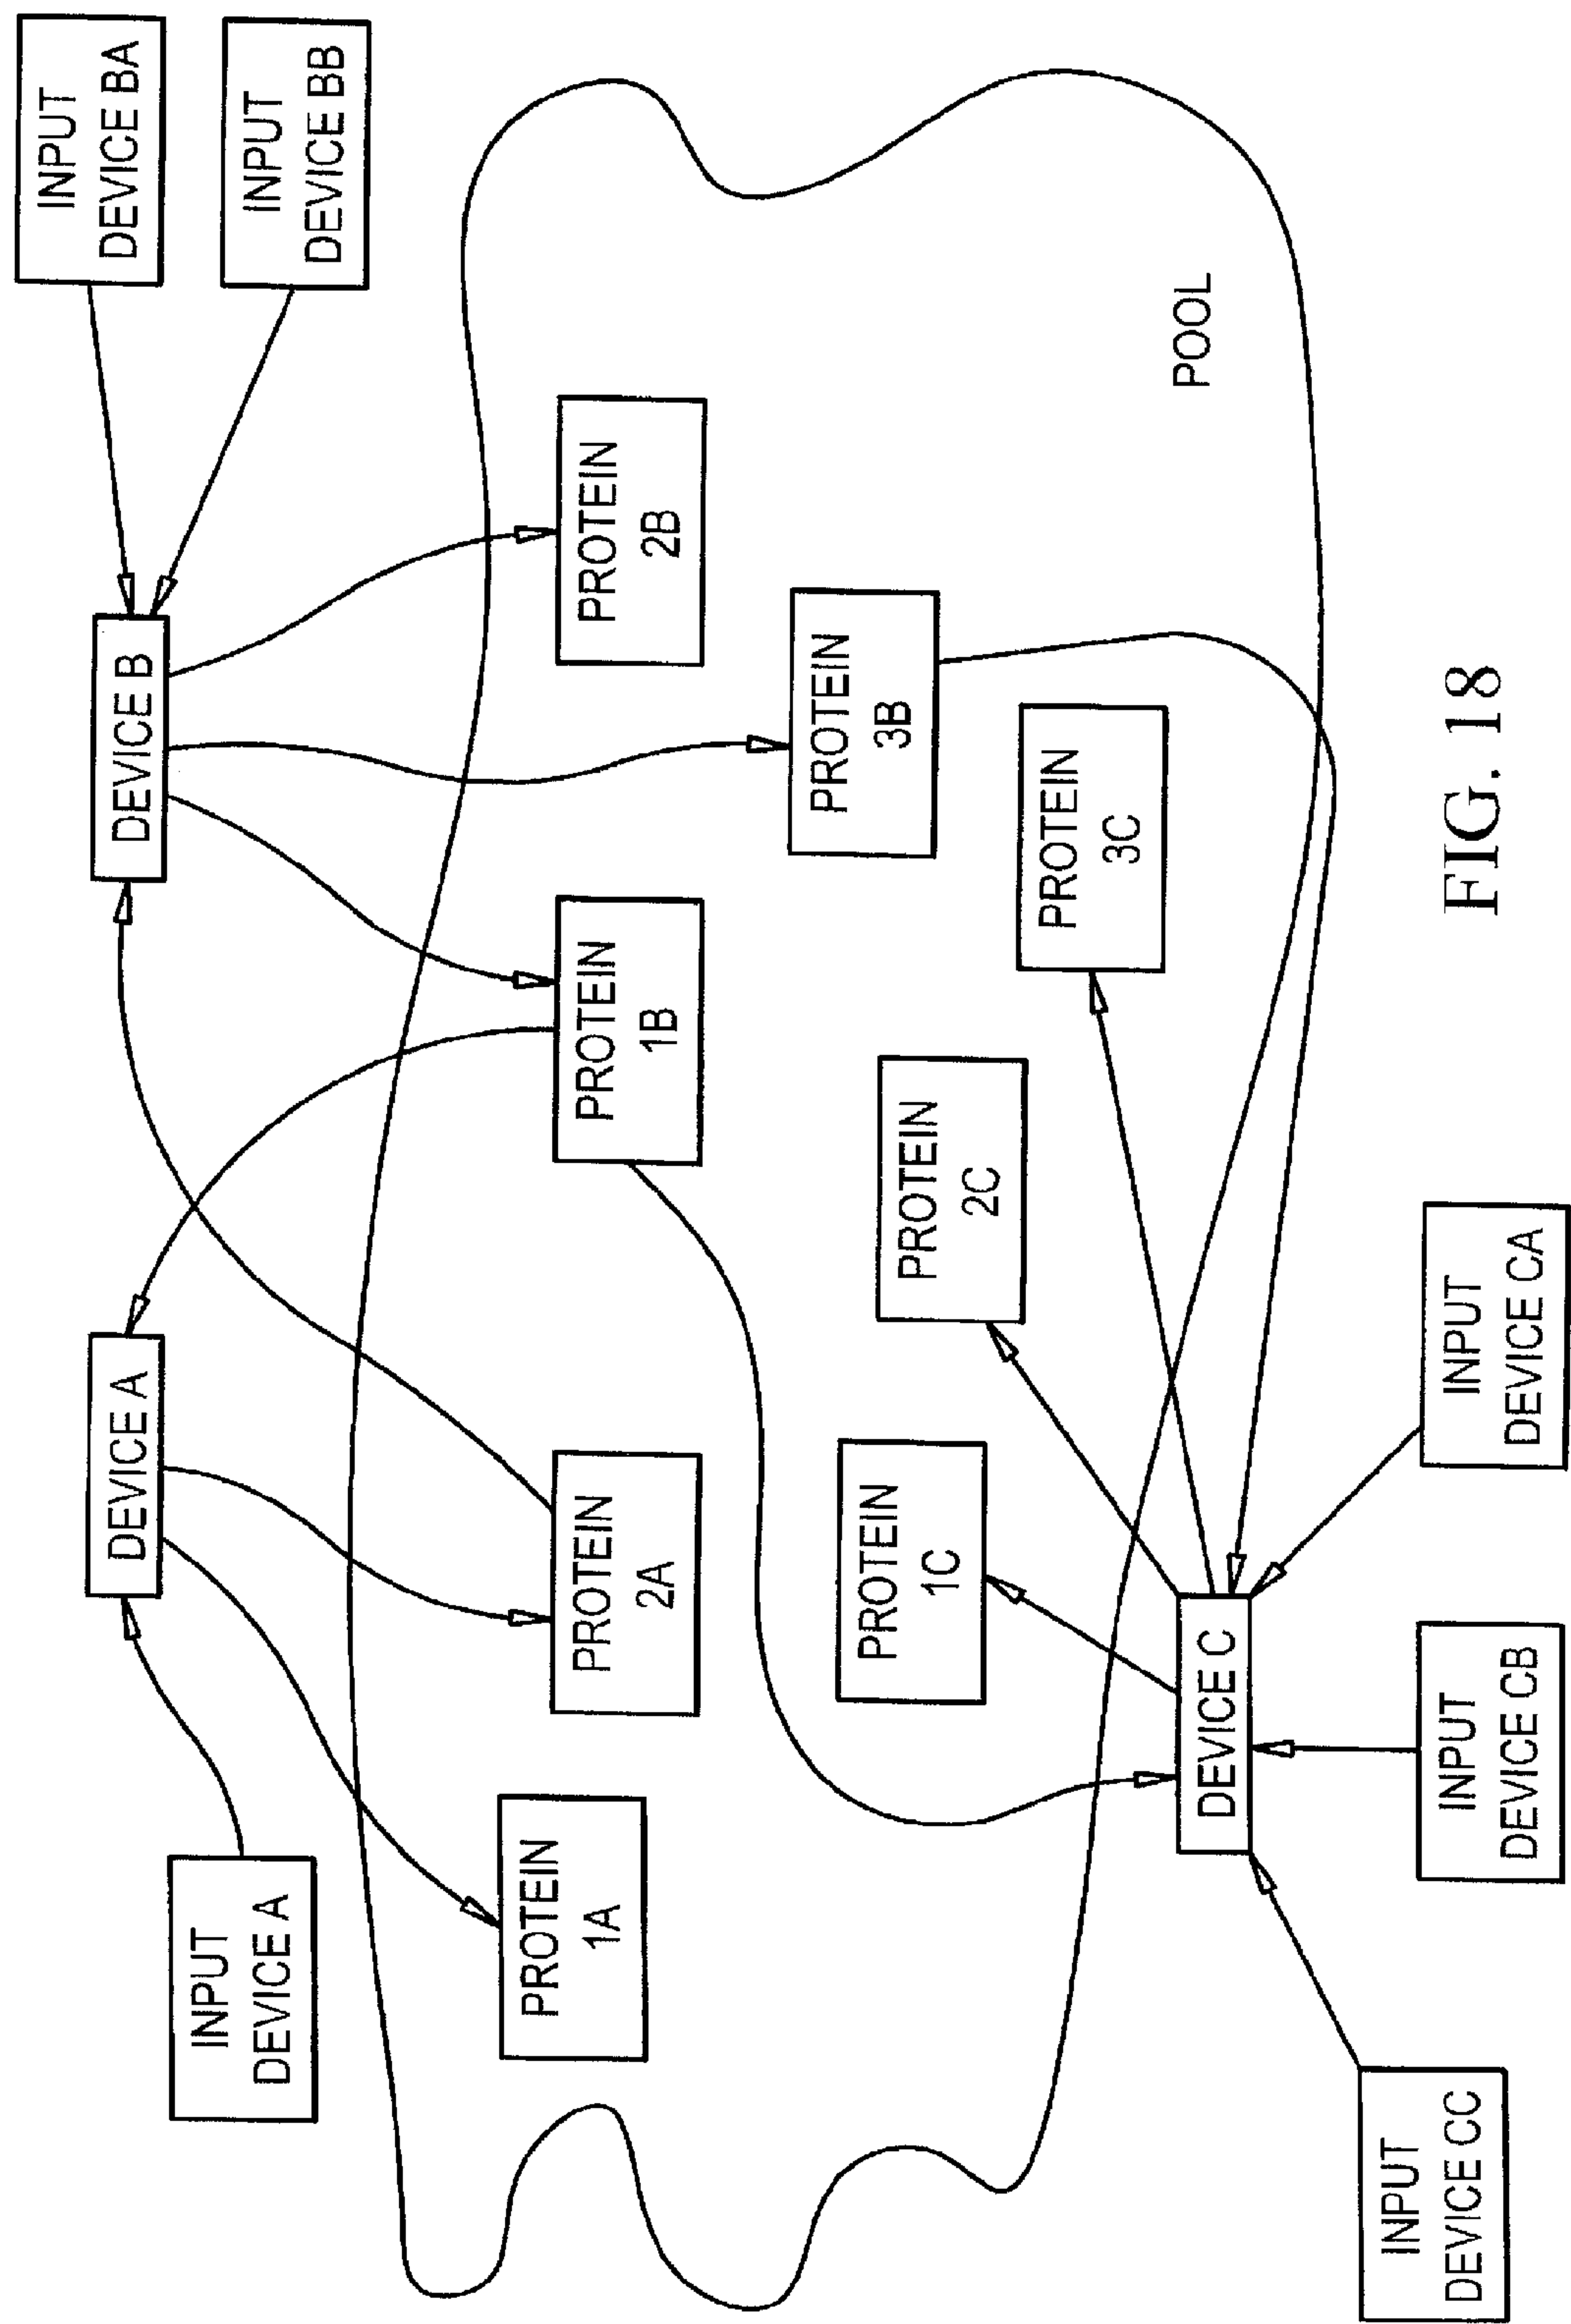 INPUT
DEVICE A
DEVICE A
DEVICE B
INPUT
DEVICE BA
INPUT
DEVICE BB
PROTEIN
1A
PROTEIN
2A
PROTEIN
1B
PROTEIN
2B
PROTEIN
3B
PROTEIN
1C
PROTEIN
2C
PROTEIN
3C
POOL
DEVICE C
INPUT
DEVICE CC
INPUT
DEVICE CB
INPUT
DEVICE CA
FIG. 18